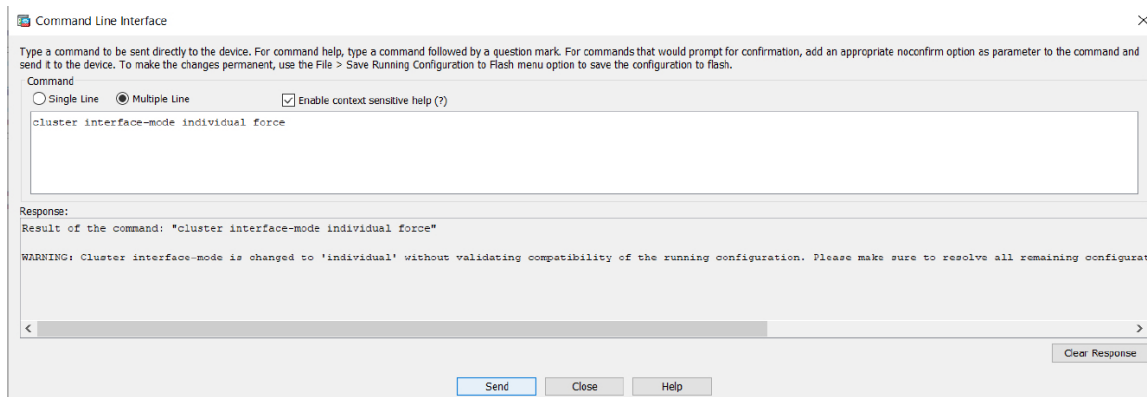 Command Line Interface
Type a command to be sent directly to the device. For command help, type a command followed by a question mark. For commands that would prompt for confirmation, add an appropriate noconfirm option as parameter to the command and
send it to the device. To make the changes permanent, use the File > Save Running Configuration to Flash menu option to save the configuration to flash.
Command
Single Line Multiple Line Enable context sensitive help (?)
cluster interface-mode individual force
Response:
Result of the command: "cluster interface-mode individual force"
WARNING: Cluster interface-mode is changed to 'individual' without validating compatibility of the running configuration. Please make sure to resolve all remaining configurat
Clear Response
Send Close Help